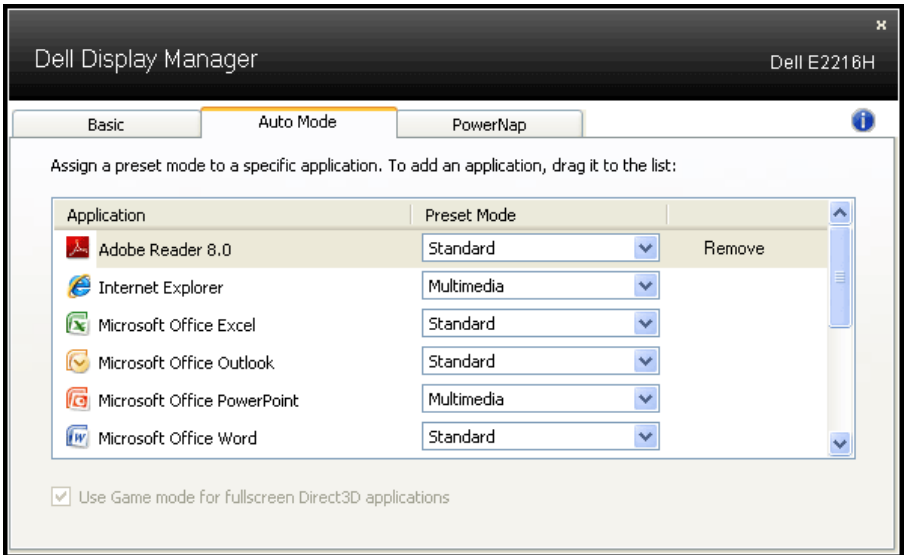 x
Dell Display Manager
Dell E2216H
Basic
Auto Mode
PowerNap
Assign a preset mode to a specific application. To add an application, drag it to the list:
Application Preset Mode
Adobe Reader 8.0 Standard Remove
Internet Explorer Multimedia
Microsoft Office Excel Standard
Microsoft Office Outlook Standard
Microsoft Office PowerPoint Multimedia
Microsoft Office Word Standard
Use Game mode for fullscreen Direct3D applications